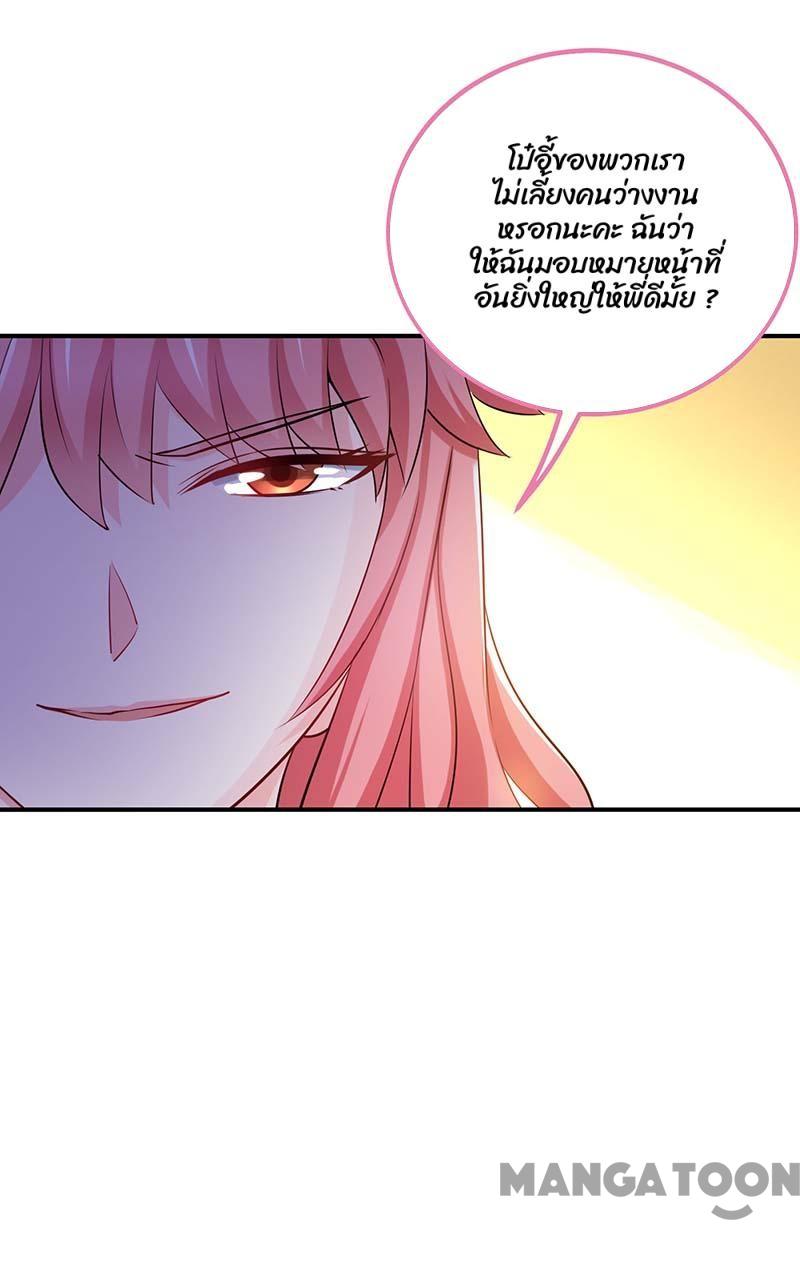 โป๋อี้ของพวกเรา
ไม่เลี้ยงคนว่างงาน
หรอกนะคะ ฉันว่า
ให้ฉันมอบหมายหน้าที่
อันยิ่งใหญ่ให้พี่ดีมั้ย ?
MANGATOON